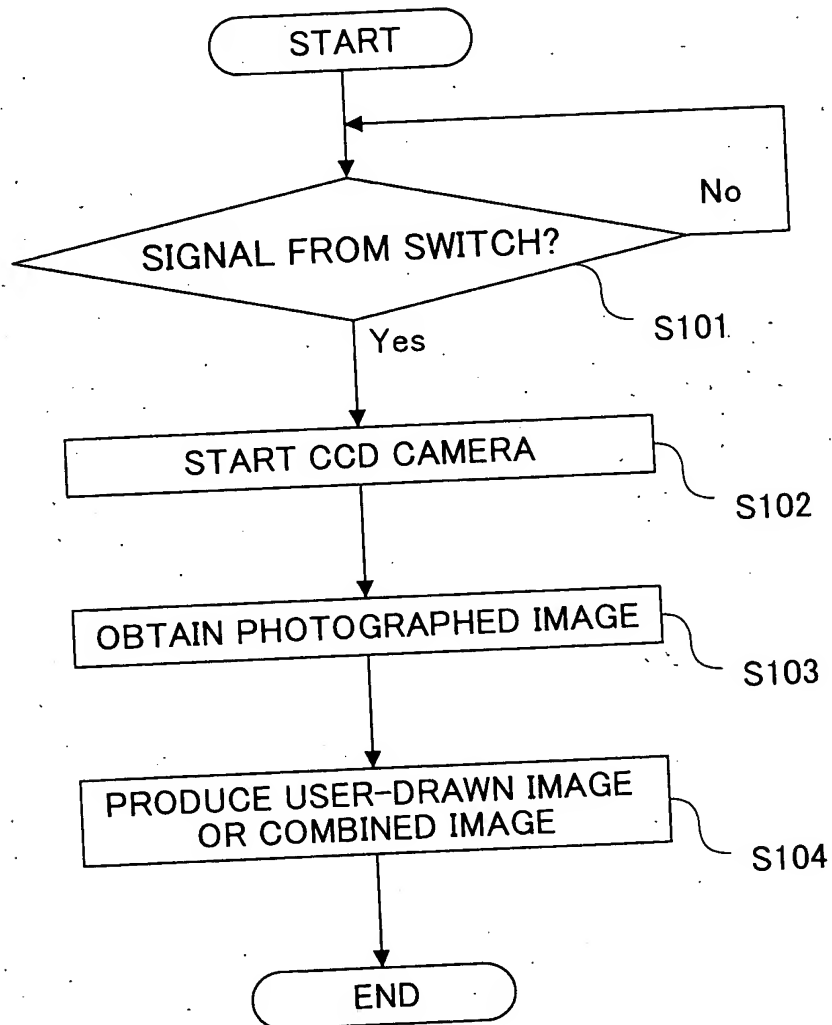 START
No
SIGNAL FROM SWITCH?
S101
Yes
START CCD CAMERA
S102
OBTAIN PHOTOGRAPHED IMAGE
S103
PRODUCE USER-DRAWN IMAGE
OR COMBINED IMAGE
S104
END